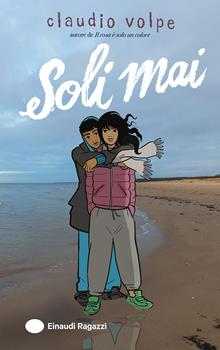 claudio volpe
autore de Il rosa è solo un colore
Soli mai
Einaudi Ragazzi